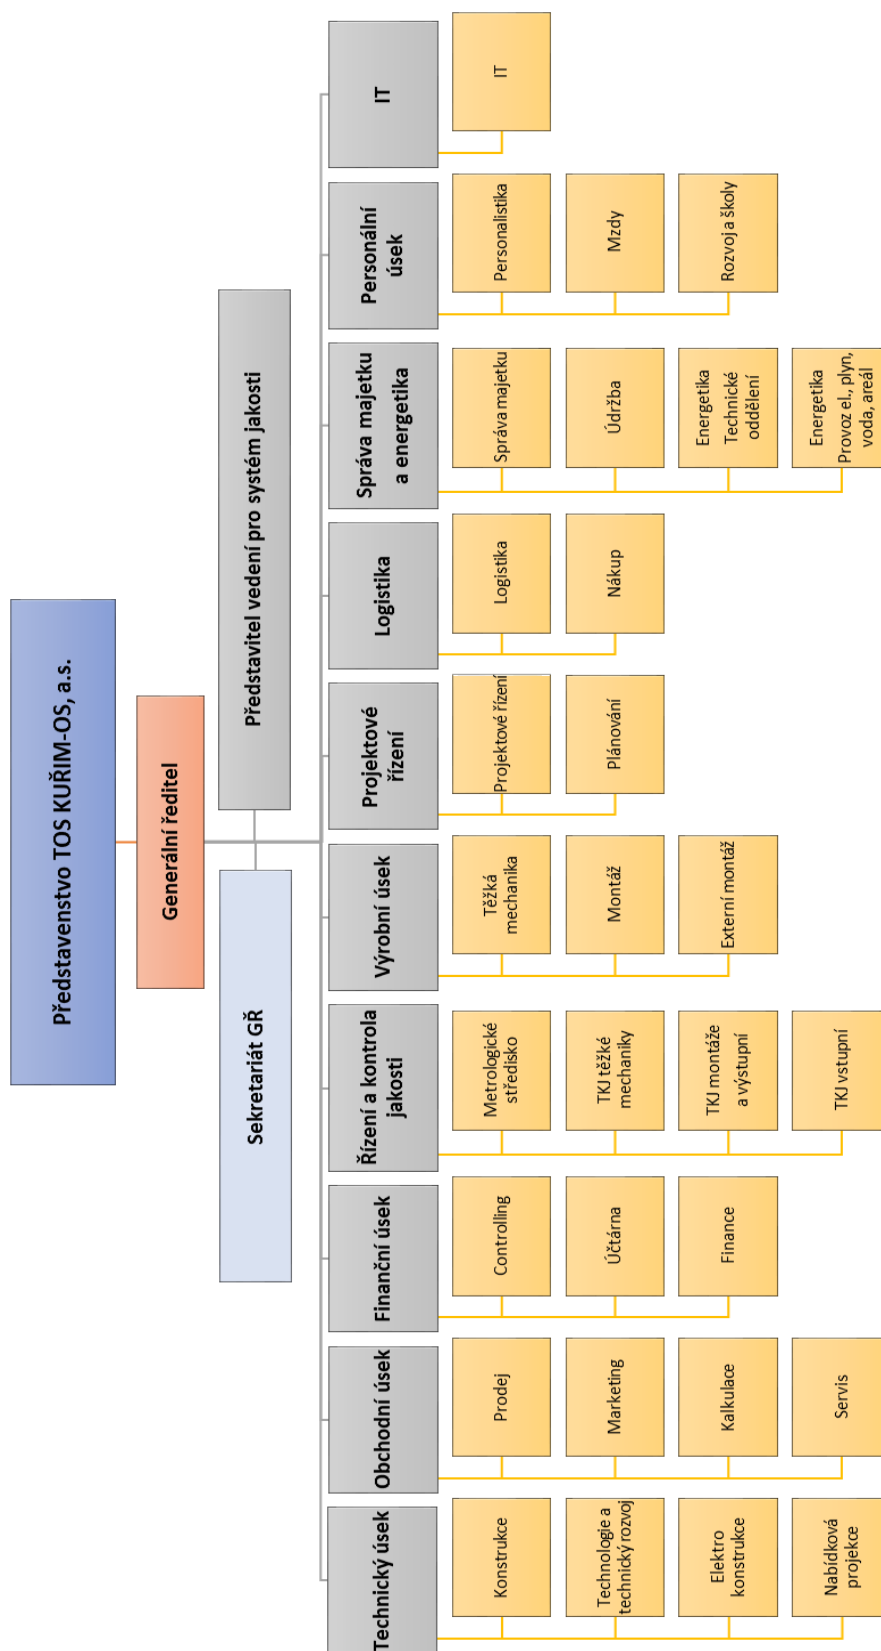 Představenstvo TOS KUŘIM-OS, a.s.
Generální ředitel
Sekretariát GŘ
Představitel vedení pro systém jakosti
Technický úsek
Konstrukce
Technologie a
technický rozvoj
Elektro
konstrukce
Nabídková
projekce
Obchodní úsek
Prodej
Marketing
Kalkulace
Servis
Finanční úsek
Controlling
Účtárna
Finance
Řízení a kontrola
jakosti
Metrologické
středisko
TKJ těžké
mechaniky
TKJ montáže
a výstupní
TKJ vstupní
Výrobní úsek
Těžká
mechanika
Montáž
Externí montáž
Projektové
řízení
Projektové řízení
Plánování
Logistika
Logistika
Nákup
Správa majetku
a energetika
Správa majetku
Údržba
Energetika
Technické
oddělení
Energetika
Provoz el., plyn,
voda, areál
Personální
úsek
Personalistika
Mzdy
Rozvoj a školy
IT
IT